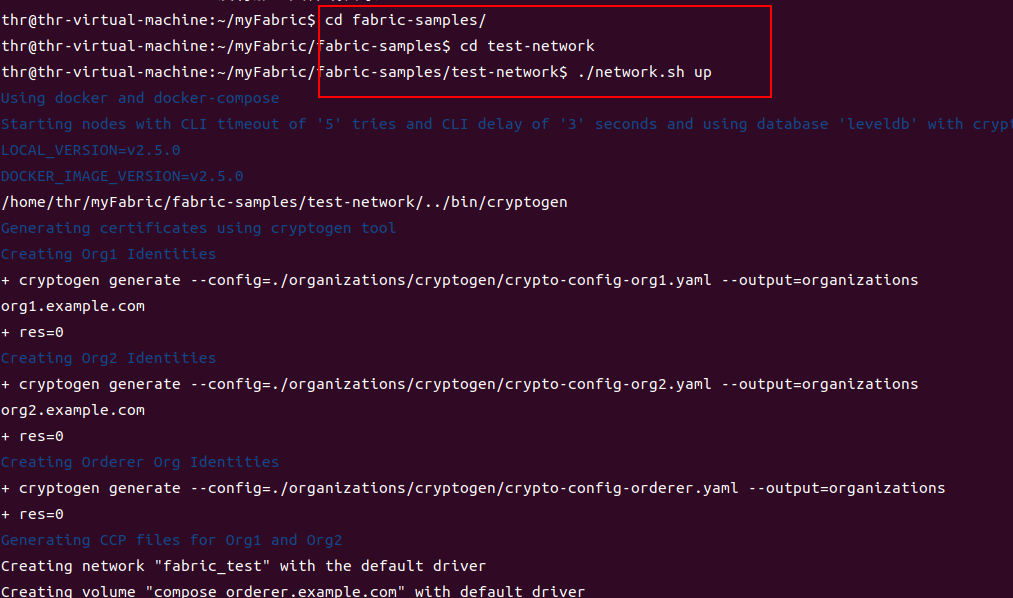 thr@thr-virtual-machine:~/myFabric$ cd fabric-samples/
thr@thr-virtual-machine:~/myFabric/fabric-samples$ cd test-network
thr@thr-virtual-machine:~/myFabric/fabric-samples/test-network$ ./network.sh up
Using docker and docker-compose
Starting nodes with CLI timeout of '5' tries and CLI delay of '3' seconds and using database 'leveldb' with crypt
LOCAL_VERSION=v2.5.0
DOCKER_IMAGE_VERSION=v2.5.0
/home/thr/myFabric/fabric-samples/test-network/../bin/cryptogen
Generating certificates using cryptogen tool
Creating Org1 Identities
+ cryptogen generate --config=./organizations/cryptogen/crypto-config-org1.yaml --output=organizations
org1.example.com
+ res=0
Creating Org2 Identities
+ cryptogen generate --config=./organizations/cryptogen/crypto-config-org2.yaml --output=organizations
org2.example.com
+ res=0
Creating Orderer Org Identities
+ cryptogen generate --config=./organizations/cryptogen/crypto-config-orderer.yaml --output=organizations
+ res=0
Generating CCP files for Org1 and Org2
Creating network "fabric_test" with the default driver
Creating volume "compose_orderer.example.com" with default driver